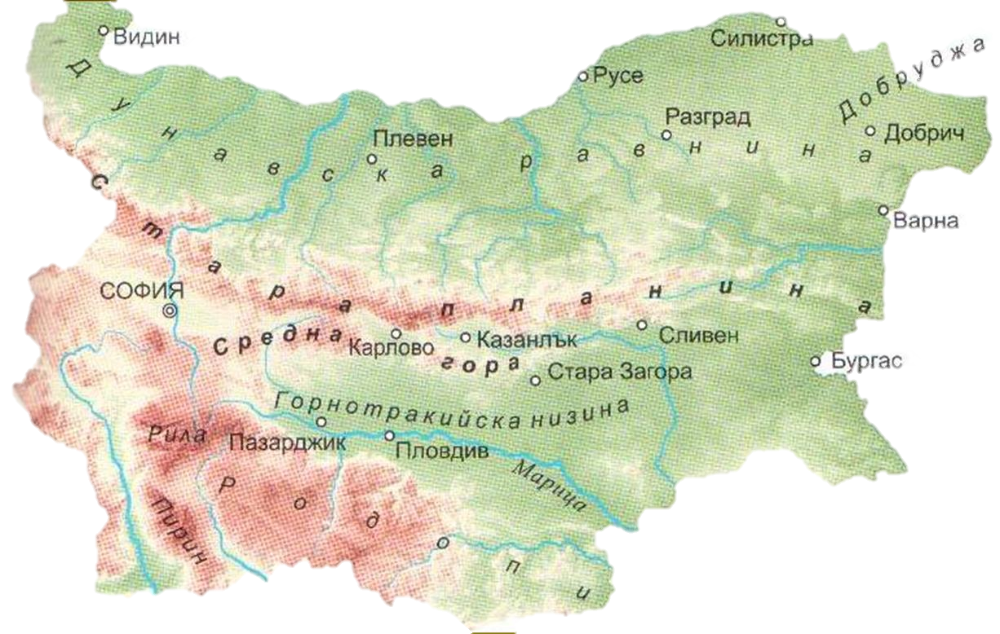 Видин
Силистра
Добруджа
Русе
Разград
Добрич
Плевен
Дунавска равнина
Варна
Стара планина
СОФИЯ
Средна
гора
Карлово
Казанлък
Сливен
Бургас
Стара Загора
Горнотракийска низина
Рила
Пазарджик
Пловдив
Марица
Пирин
Родопи